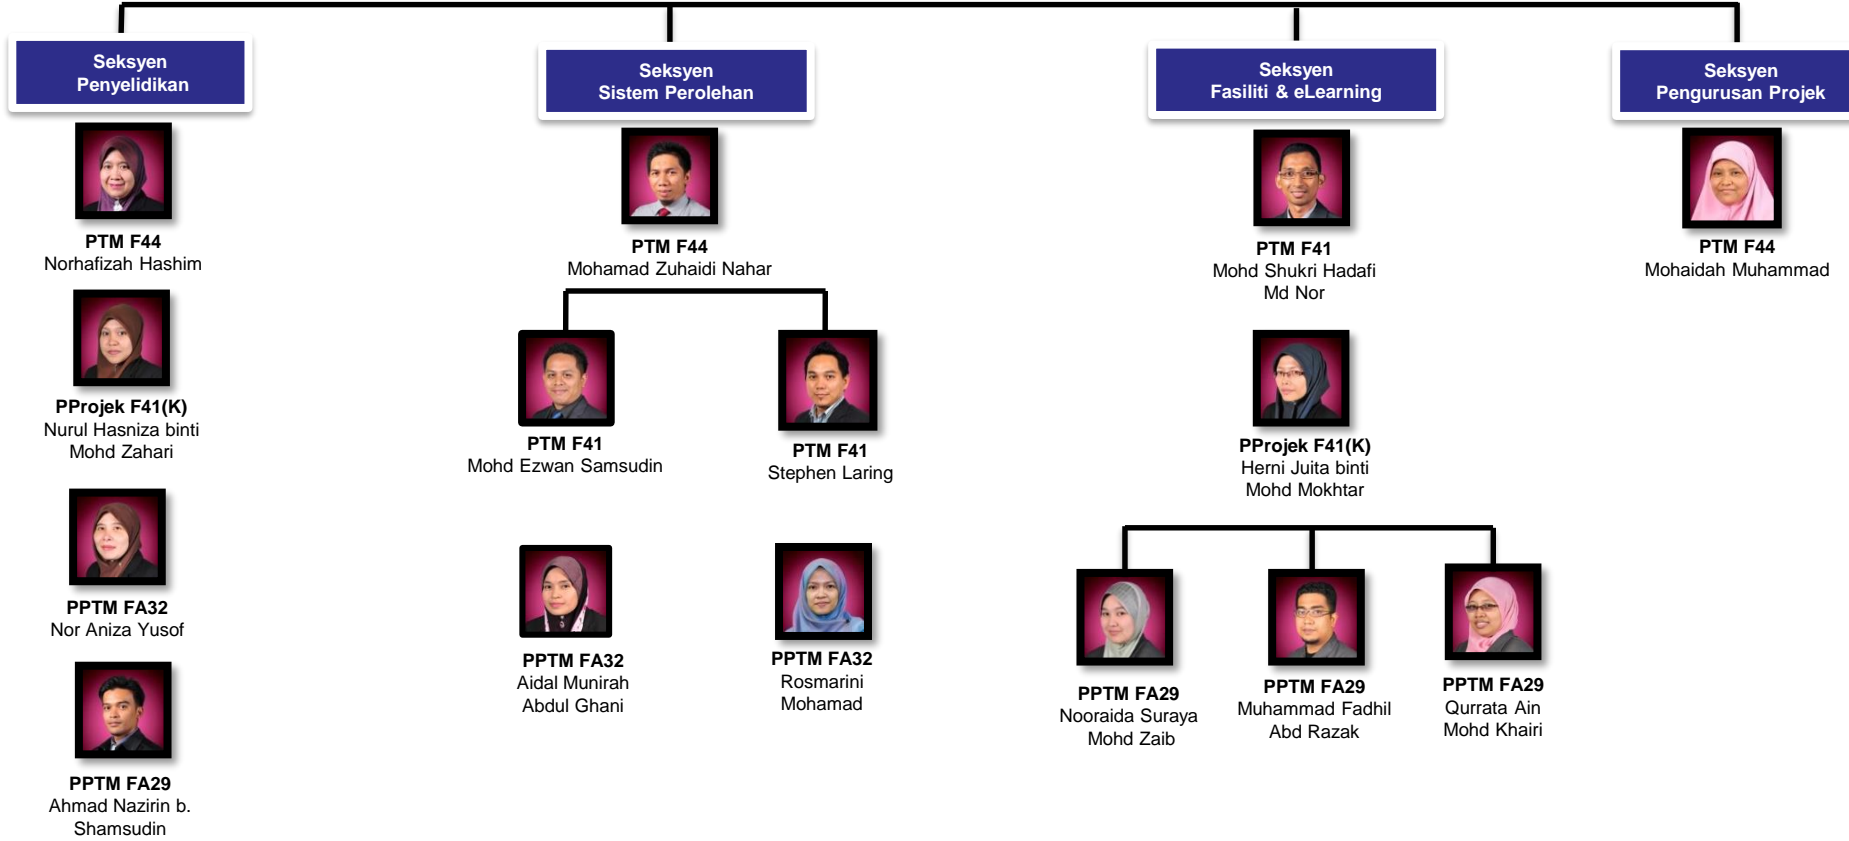 Seksyen
Penyelidikan
PTM F44
Norhafizah Hashim
PProjek F41(K)
Nurul Hasniza binti
Mohd Zahari
PPTM FA32
Nor Aniza Yusof
PPTM FA29
Ahmad Nazirin b.
Shamsudin
Seksyen
Sistem Perolehan
PTM F44
Mohamad Zuhaidi Nahar
PTM F41
Mohd Ezwan Samsudin
PTM F41
Stephen Laring
PPTM FA32
Aidal Munirah
Abdul Ghani
PPTM FA32
Rosmarini
Mohamad
Seksyen
Fasiliti & eLearning
PTM F41
Mohd Shukri Hadafi
Md Nor
PProjek F41(K)
Herni Juita binti
Mohd Mokhtar
PPTM FA29
Nooraida Suraya
Mohd Zaib
PPTM FA29
Muhammad Fadhil
Abd Razak
PPTM FA29
Qurrata Ain
Mohd Khairi
Seksyen
Pengurusan Projek
PTM F44
Mohaidah Muhammad